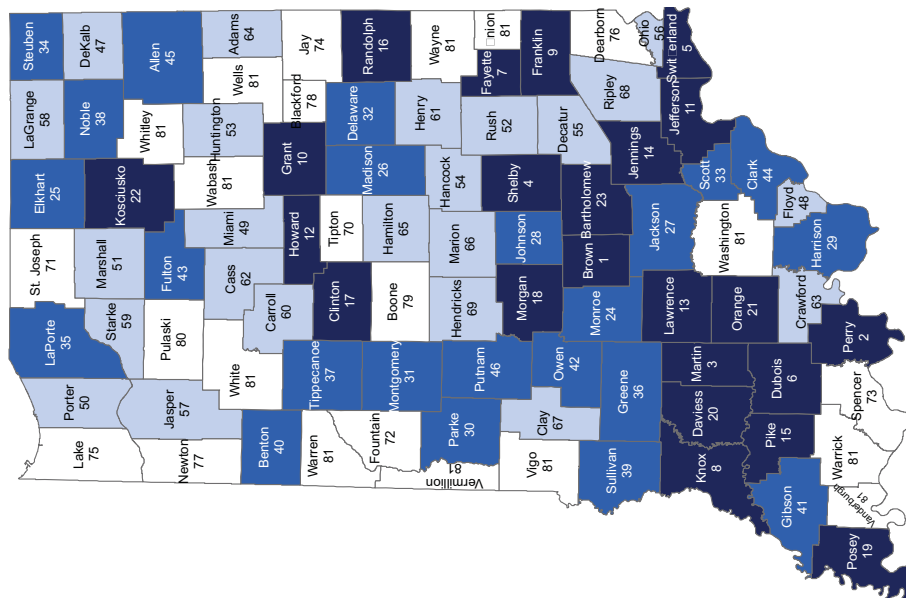 Lake
75
Porter
50
LaPorte
35
St. Joseph
71
Elkhart
25
LaGrange
58
Steuben
34
Starke
59
Marshall
51
Kosciusko
22
Noble
38
DeKalb
47
Newton
77
Jasper
57
Pulaski
80
Fulton
43
Whitley
81
Allen
45
White
81
Cass
62
Miami
49
Wabash
81
Huntington
53
Wells
81
Adams
64
Benton
40
Carroll
60
Howard
12
Grant
10
Blackford
78
Jay
74
Warren
81
Tippecanoe
37
Clinton
17
Tipton
70
Madison
26
Delaware
32
Randolph
16
Fountain
72
Montgomery
31
Boone
79
Hamilton
65
Henry
61
Wayne
81
Vermillion
81
Parke
30
Putnam
46
Hendricks
69
Marion
66
Hancock
54
Rush
52
Fayette
7
□nion
81
Vigo
81
Clay
67
Owen
42
Morgan
18
Johnson
28
Shelby
4
Decatur
55
Franklin
9
Sullivan
39
Greene
36
Monroe
24
Brown
1
Bartholomew
23
Jennings
14
Ripley
68
Dearborn
76
Ohio
56
Swit□erland
5
Knox
8
Daviess
20
Martin
3
Lawrence
13
Jackson
27
Scott
33
Jefferson
11
Gibson
41
Pike
15
Dubois
6
Orange
21
Washington
81
Clark
44
Floyd
48
Harrison
29
Crawford
63
Posey
19
Vanderburgh
81
Warrick
81
Spencer
73
Perry
2